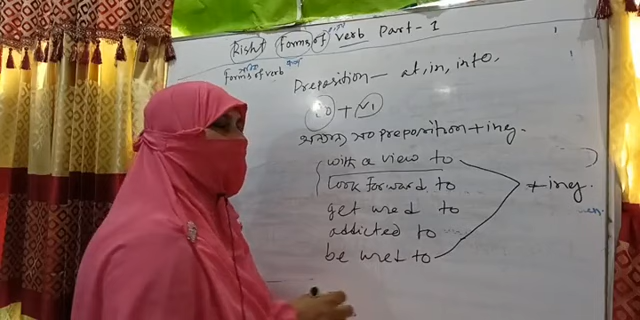 Right forms of verb Part-1
forms of verb
Preposition — at, in, into,
to + v1
preposition + ing.
with a view to
look forward to + ing.
get used to
addicted to
be used to